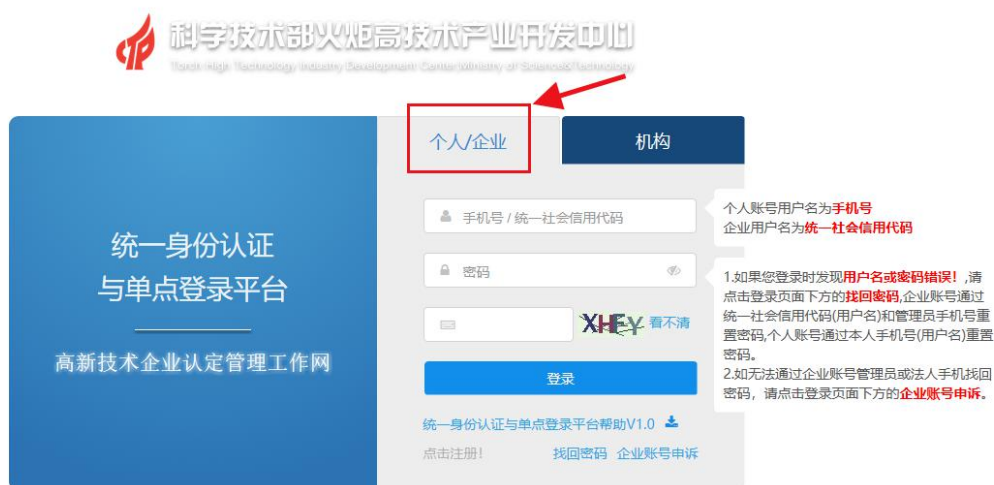 科学技术部火炬高技术产业开发中心
Torch High Technology Industry Development Center,Ministry of Science&Technology
个人/企业
机构
统一身份认证
与单点登录平台
高新技术企业认定管理工作网
手机号 / 统一社会信用代码
密码
XHFY
看不清
登录
统一身份认证与单点登录平台帮助V1.0
点击注册!
找回密码 企业账号申诉
个人账号用户名为手机号
企业用户名为统一社会信用代码
1.如果您登录时发现用户名或密码错误！,请
点击登录页面下方的找回密码,企业账号通过
统一社会信用代码(用户名)和管理员手机号重
置密码,个人账号通过本人手机号(用户名)重置
密码。
2.如无法通过企业账号管理员或法人手机找回
密码，请点击登录页面下方的企业账号申诉。